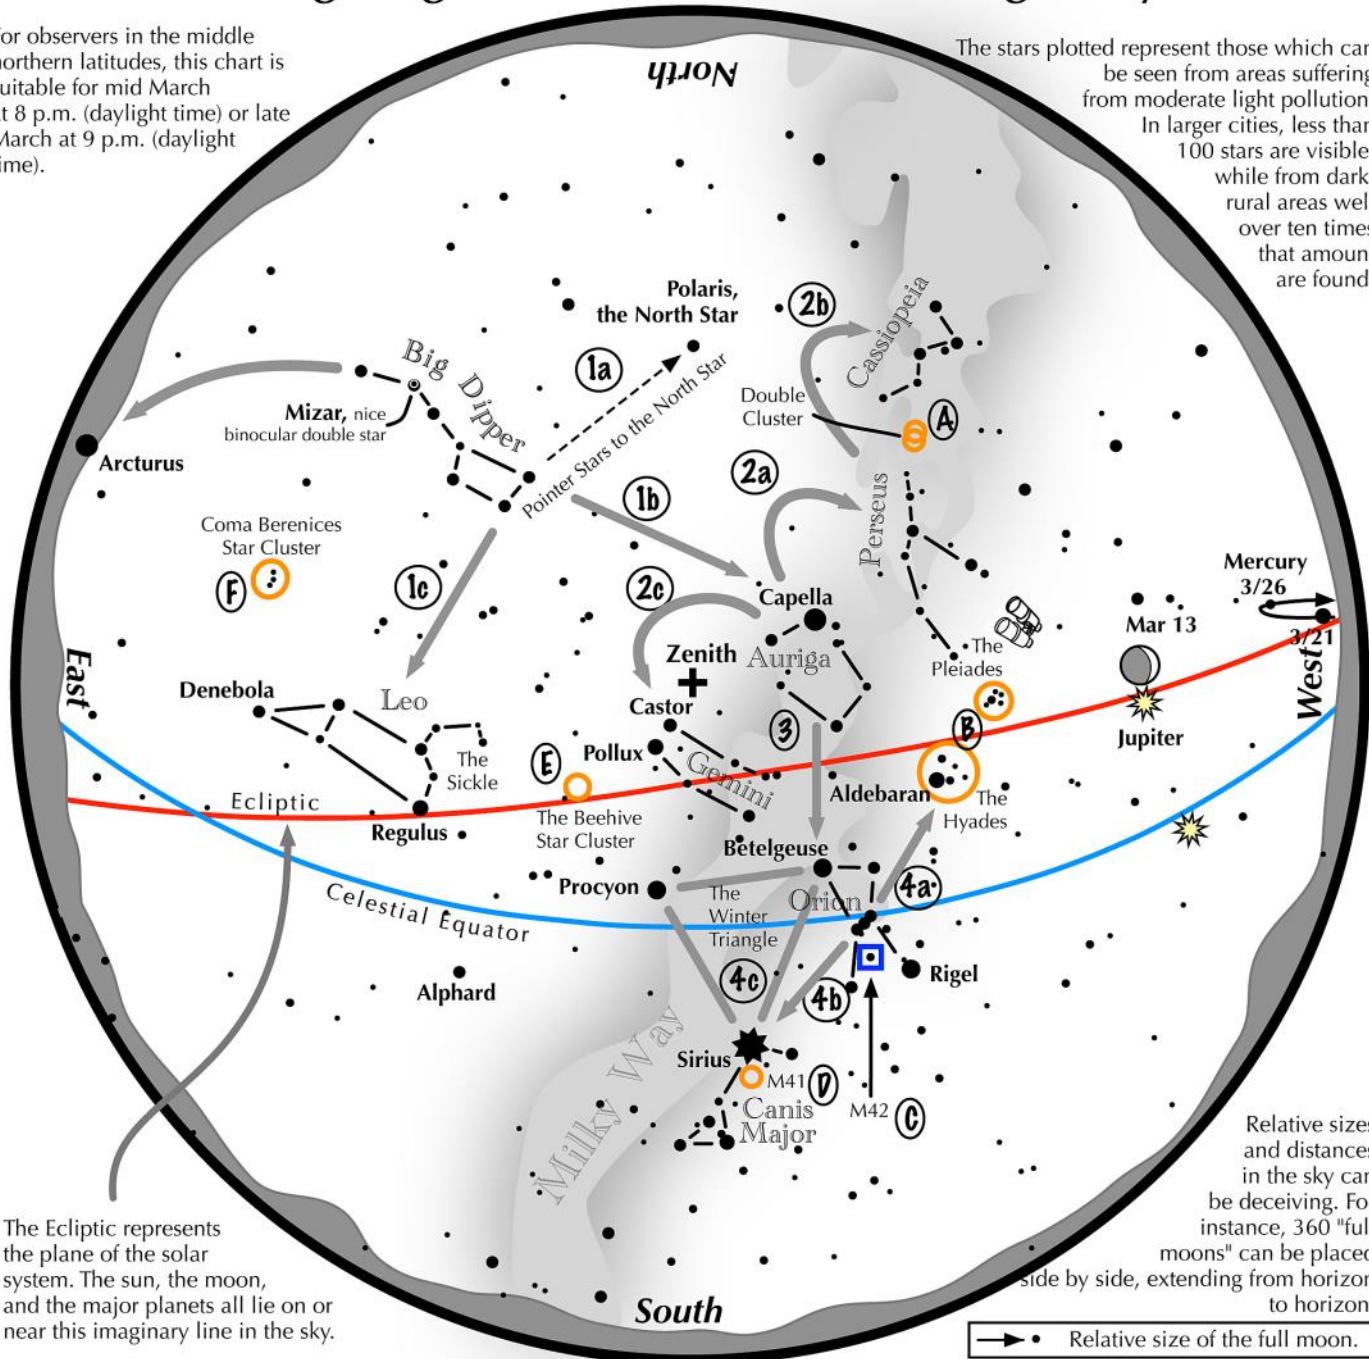 or observers in the middle
northern latitudes, this chart is
uitable for mid March
t 8 p.m. (daylight time) or late
March at 9 p.m. (daylight
ime).
The stars plotted represent those which can
be seen from areas suffering
from moderate light pollution
In larger cities, less than
100 stars are visible
while from dark
rural areas well
over ten times
that amount
are found
North
Polaris,
the North Star
2b
Cassiopeia
1a
Big Dipper
Mizar, nice
binocular double star
Pointer Stars to the North Star
Double
Cluster
A
Arcturus
2a
1b
Perseus
Coma Berenices
Star Cluster
F
1c
2c
Capella
Mercury
3/26
3/21
Mar 13
The
Pleiades
Zenith
Auriga
East
West
Denebola
Leo
Castor
3
B
Jupiter
The
Sickle
E
Pollux
Gemini
Aldebaran
The
Hyades
Ecliptic
Regulus
The Beehive
Star Cluster
Betelgeuse
Procyon
The
Winter
Triangle
Orion
4a
Celestial Equator
Alphard
4c
4b
Rigel
Milky Way
Sirius
M41
D
M42
C
Canis
Major
Relative sizes
and distances
in the sky can
be deceiving. Fo
instance, 360 "ful
moons" can be placed
side by side, extending from horizon
to horizon
The Ecliptic represents
the plane of the solar
system. The sun, the moon,
and the major planets all lie on or
near this imaginary line in the sky.
South
Relative size of the full moon.